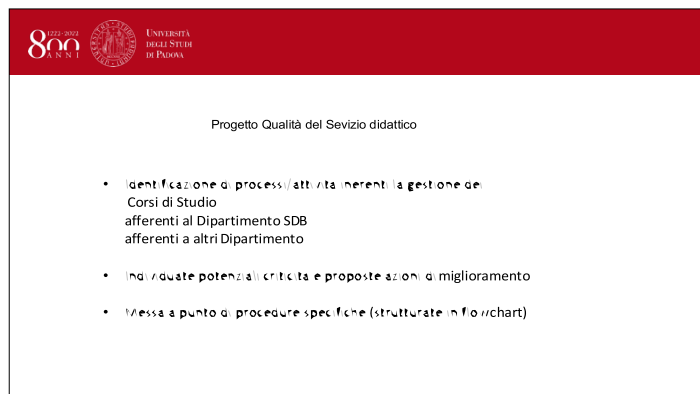 800
1222-2022
ANNI
UNIVERSITÀ
DEGLI STUDI
DI PADOVA
Progetto Qualità del Sevizio didattico
• Identificazione di processi/attività inerenti la gestione dei
Corsi di Studio
afferenti al Dipartimento SDB
afferenti a altri Dipartimento
• Individuate potenziali criticità e proposte azioni di miglioramento
• Messa a punto di procedure specifiche (strutturate in flowchart)